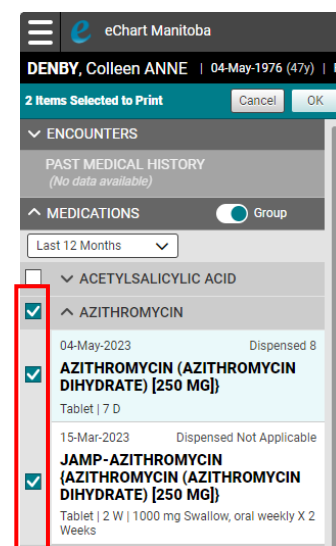 eChart Manitoba
DENBY, Colleen ANNE | 04-May-1976 (47y) |
2 Items Selected to Print Cancel OK
ENCOUNTERS
PAST MEDICAL HISTORY
(No data available)
MEDICATIONS Group
Last 12 Months
ACETYLSALICYLIC ACID
AZITHROMYCIN
04-May-2023 Dispensed 8
AZITHROMYCIN (AZITHROMYCIN
DIHYDRATE) [250 MG]}
Tablet | 7 D
15-Mar-2023 Dispensed Not Applicable
JAMP-AZITHROMYCIN
{AZITHROMYCIN (AZITHROMYCIN
DIHYDRATE) [250 MG]}
Tablet | 2 W | 1000 mg Swallow, oral weekly X 2
Weeks